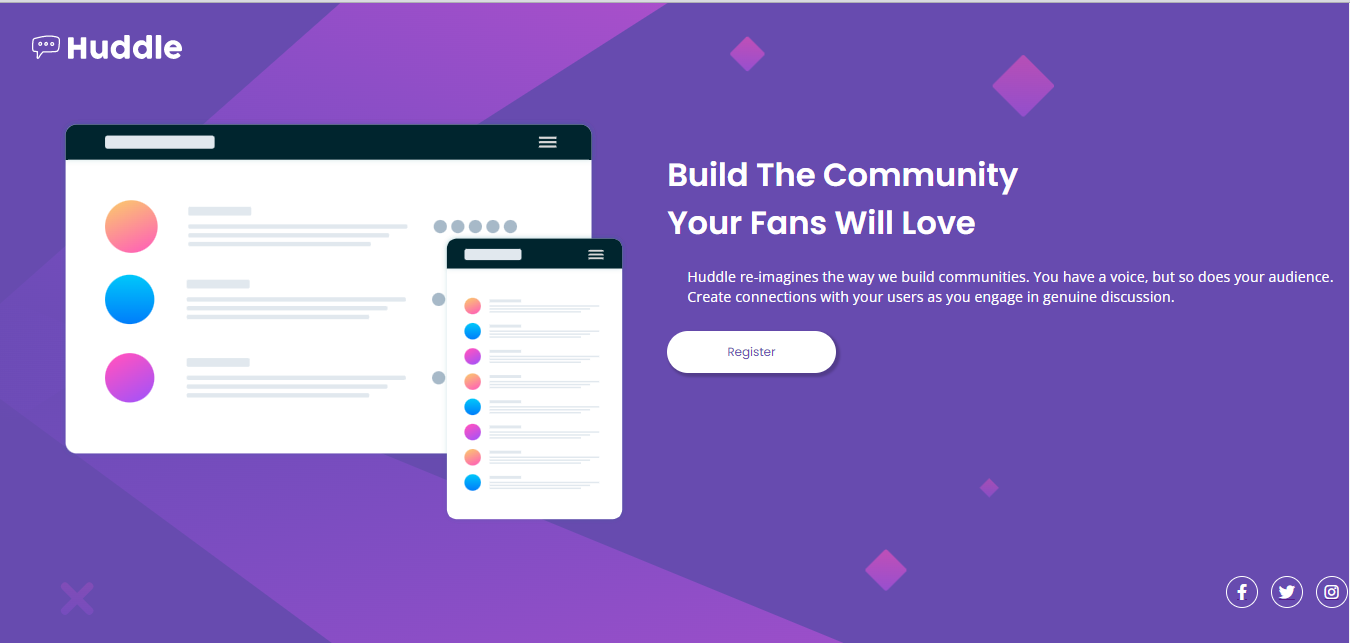 Huddle
Build The Community
Your Fans Will Love
Huddle re-imagines the way we build communities. You have a voice, but so does your audience.
Create connections with your users as you engage in genuine discussion.
Register